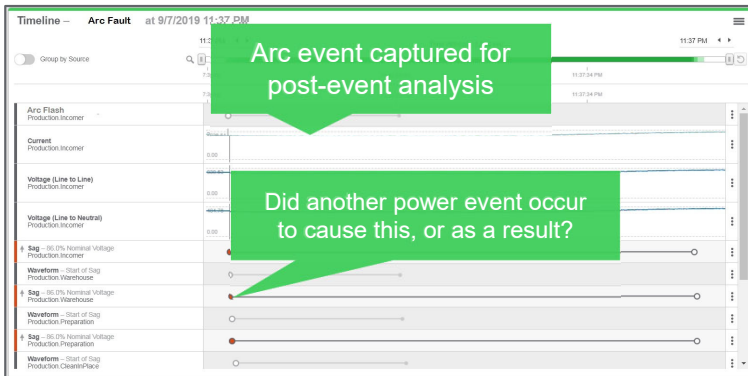 Timeline – Arc Fault at 9/7/2019 11:37 PM
11:37 PM
Group by Source
11:37:34 PM
11:37:34 PM
Arc event captured for
post-event analysis
Arc Flash
Production.Incomer
Current
Production.Incomer
0.00
Voltage (Line to Line)
Production.Incomer
0.00
Voltage (Line to Neutral)
Production.Incomer
0.00
Did another power event occur
to cause this, or as a result?
Sag – 86.0% Nominal Voltage
Production.Incomer
Waveform – Start of Sag
Production.Warehouse
Sag – 86.0% Nominal Voltage
Production.Warehouse
Waveform – Start of Sag
Production.Preparation
Sag – 86.0% Nominal Voltage
Production.Preparation
Waveform – Start of Sag
Production.CleanInPlace